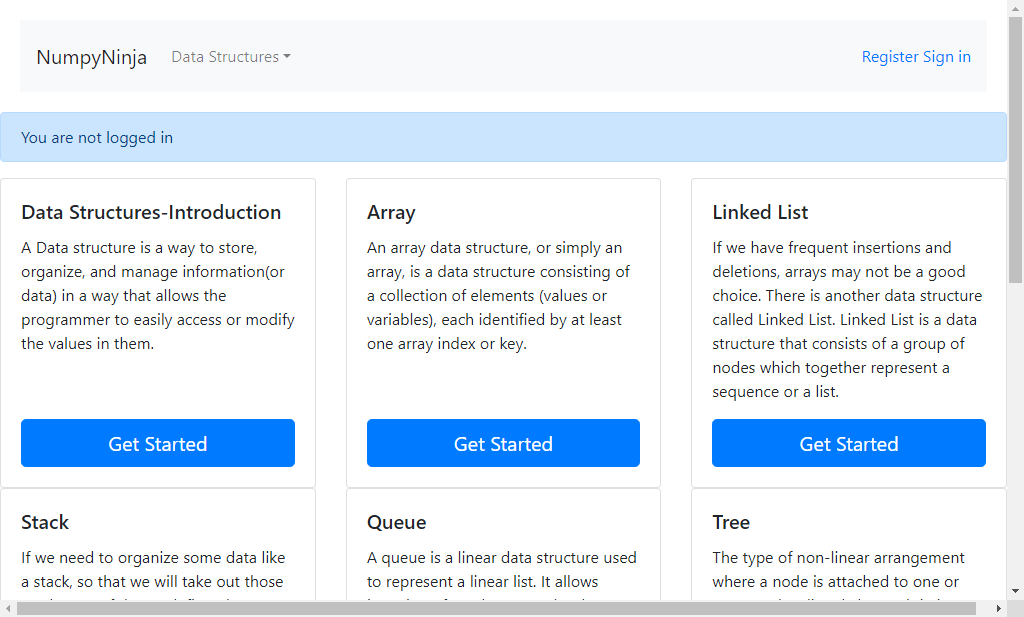 NumpyNinja
Data Structures
Register Sign in
You are not logged in
Data Structures-Introduction
A Data structure is a way to store,
organize, and manage information(or
data) in a way that allows the
programmer to easily access or modify
the values in them.
Get Started
Array
An array data structure, or simply an
array, is a data structure consisting of
a collection of elements (values or
variables), each identified by at least
one array index or key.
Get Started
Linked List
If we have frequent insertions and
deletions, arrays may not be a good
choice. There is another data structure
called Linked List. Linked List is a data
structure that consists of a group of
nodes which together represent a
sequence or a list.
Get Started
Stack
If we need to organize some data like
a stack, so that we will take out those
Queue
A queue is a linear data structure used
to represent a linear list. It allows
Tree
The type of non-linear arrangement
where a node is attached to one or